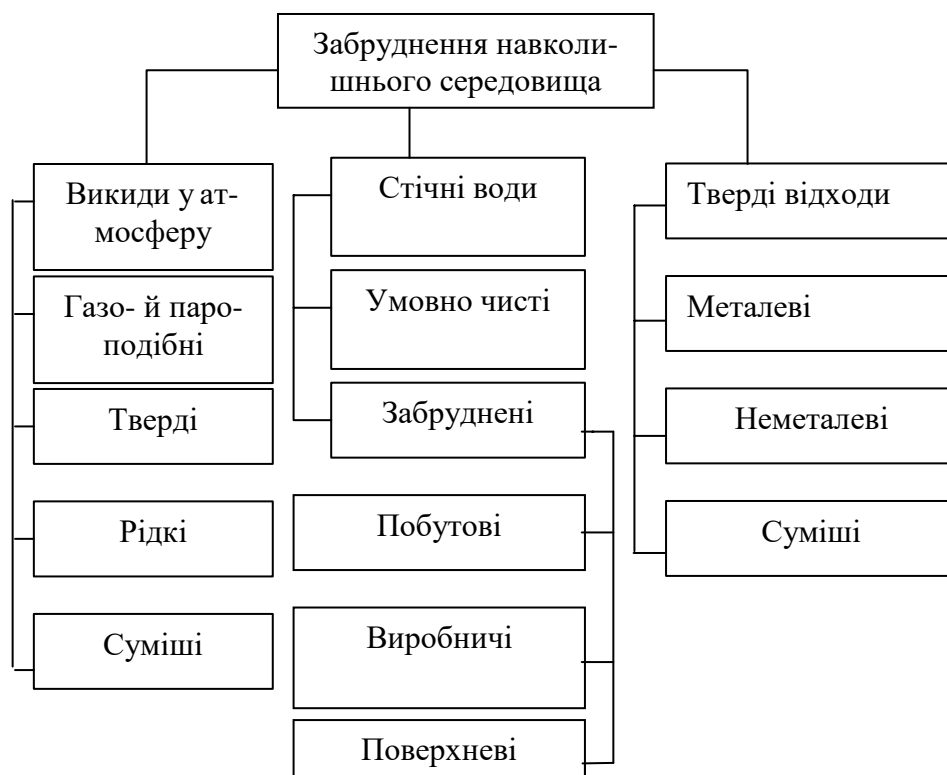 Забруднення навколи-
шнього середовища
Викиди у ат-
мосферу
Газо- й паро-
подібні
Тверді
Рідкі
Суміші
Стічні води
Умовно чисті
Забруднені
Побутові
Виробничі
Поверхневі
Тверді відходи
Металеві
Неметалеві
Суміші